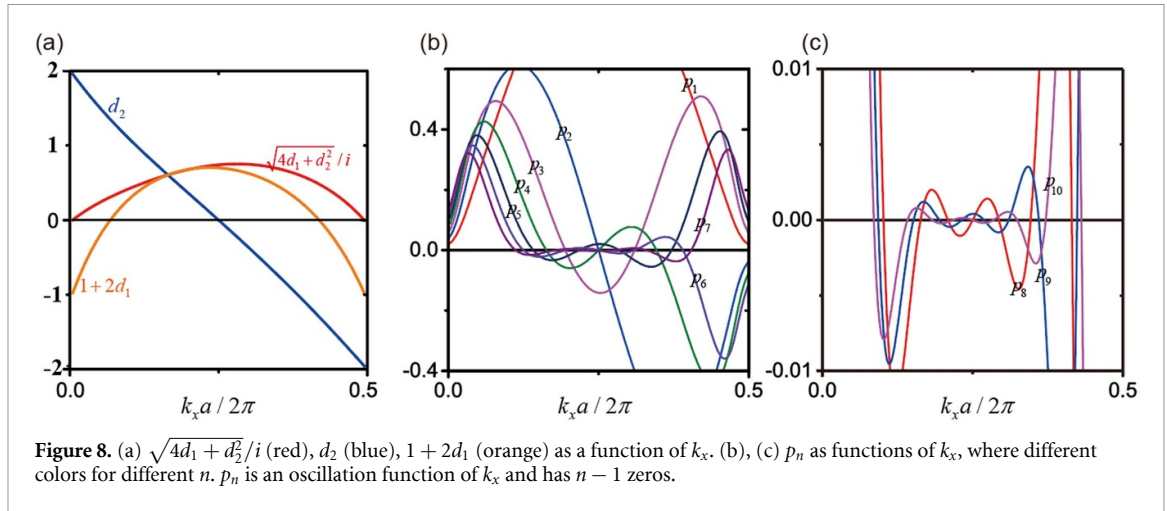 (a)
(b)
(c)
2
1
0
-1
-2
d₂
√(4d₁ + d₂²) / i
1 + 2d₁
0.0
0.5
kₓa / 2π
0.4
0.0
-0.4
p₁
p₂
p₃
p₄
p₅
p₇
p₆
0.0
0.5
kₓa / 2π
0.01
0.00
-0.01
p₁₀
p₉
p₈
0.0
0.5
kₓa / 2π
Figure 8. (a) √(4d₁ + d₂²)/i (red), d₂ (blue), 1 + 2d₁ (orange) as a function of kₓ. (b), (c) pₙ as functions of kₓ, where different
colors for different n. pₙ is an oscillation function of kₓ and has n − 1 zeros.